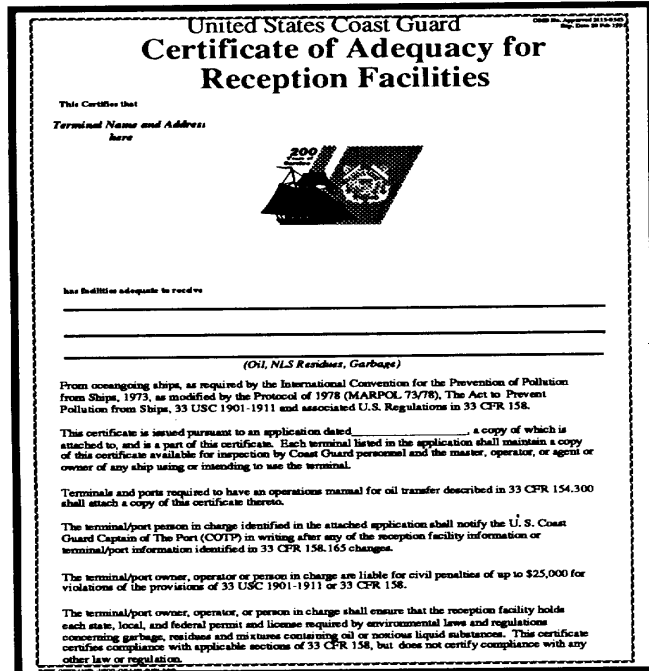 United States Coast Guard
Certificate of Adequacy for
Reception Facilities
This Certifies that
Terminal Name and Address
here
200
Years of
Service
has facilities adequate to receive
(Oil, NLS Residues, Garbage)
From oceangoing ships, as required by the International Convention for the Prevention of Pollution
from Ships, 1973, as modified by the Protocol of 1978 (MARPOL 73/78), The Act to Prevent
Pollution from Ships, 33 USC 1901-1911 and associated U.S. Regulations in 33 CFR 158.
This certificate is issued pursuant to an application dated____________________, a copy of which is
attached to, and is a part of this certificate. Each terminal listed in the application shall maintain a copy
of this certificate available for inspection by Coast Guard personnel and the master, operator, or agent or
owner of any ship using or intending to use the terminal.
Terminals and ports required to have an operations manual for oil transfer described in 33 CFR 154.300
shall attach a copy of this certificate thereto.
The terminal/port person in charge identified in the attached application shall notify the U. S. Coast
Guard Captain of The Port (COTP) in writing after any of the reception facility information or
terminal/port information identified in 33 CFR 158.165 changes.
The terminal/port owner, operator or person in charge are liable for civil penalties of up to $25,000 for
violations of the provisions of 33 USC 1901-1911 or 33 CFR 158.
The terminal/port owner, operator, or person in charge shall ensure that the reception facility holds
each state, local, and federal permit and license required by environmental laws and regulations
concerning garbage, residues and mixtures containing oil or noxious liquid substances. This certificate
certifies compliance with applicable sections of 33 CFR 158, but does not certify compliance with any
other law or regulation.